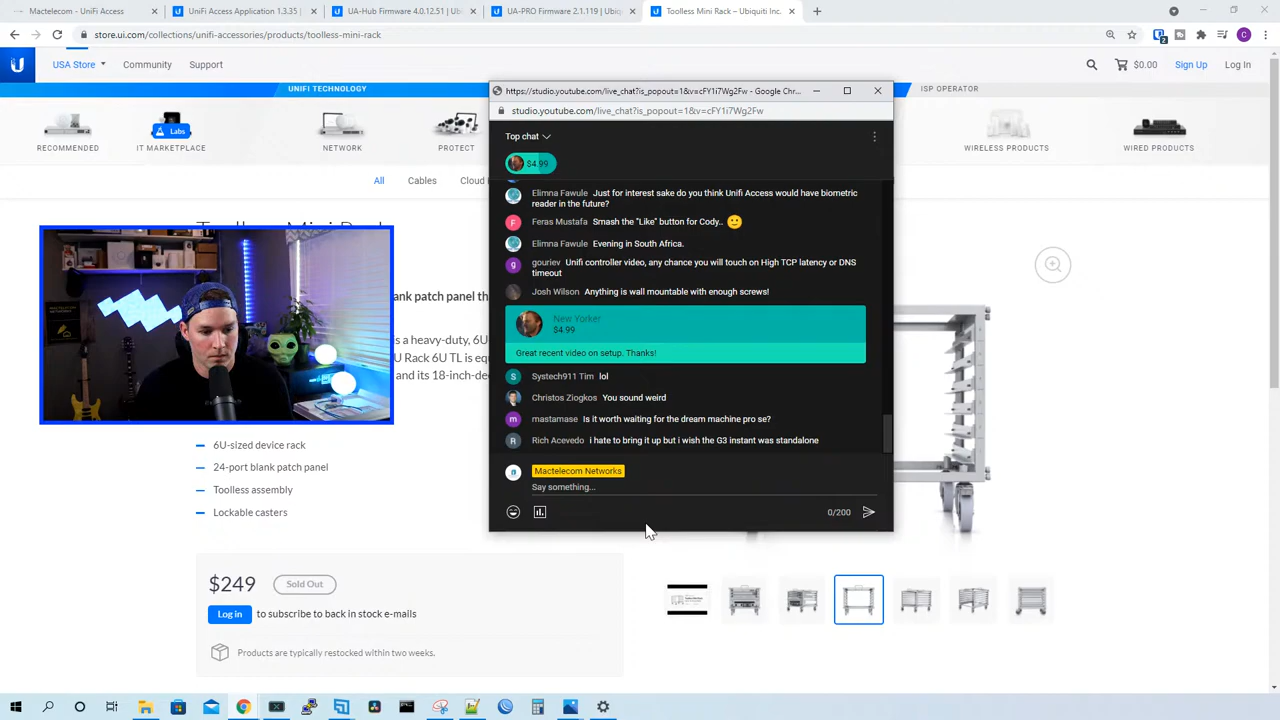 Mactelecom - UniFi Access
UniFi Access Application 1.3.35 |
UA-Hub Firmware 4.0.12.51 | Ubi
UA-PRO Firmware 2.1.119 | Ubiqu
Toolless Mini Rack – Ubiquiti Inc.
store.ui.com/collections/unifi-accessories/products/toolless-mini-rack
USA Store
Community
Support
$0.00
Sign Up
Log In
UNIFI TECHNOLOGY
ISP OPERATOR
RECOMMENDED
Labs
IT MARKETPLACE
NETWORK
PROTECT
WIRELESS PRODUCTS
WIRED PRODUCTS
All
Cables
Cloud
https://studio.youtube.com/live_chat?is_popout=1&v=cFY1i7Wg2Fw - Google Chr...
studio.youtube.com/live_chat?is_popout=1&v=cFY1i7Wg2Fw
Top chat
$4.99
Elimna Fawule Just for interest sake do you think Unifi Access would have biometric
reader in the future?
Feras Mustafa Smash the "Like" button for Cody..
Elimna Fawule Evening in South Africa.
gouriev Unifi controller video, any chance you will touch on High TCP latency or DNS
timeout
Josh Wilson Anything is wall mountable with enough screws!
New Yorker
$4.99
Great recent video on setup. Thanks!
Systech911 Tim lol
Christos Ziogkos You sound weird
mastamase Is it worth waiting for the dream machine pro se?
Rich Acevedo i hate to bring it up but i wish the G3 instant was standalone
Mactelecom Networks
Say something...
0/200
Toolless Mini Rack
ank patch panel th
is a heavy-duty, 6U
U Rack 6U TL is eq
and its 18-inch-de
6U-sized device rack
24-port blank patch panel
Toolless assembly
Lockable casters
$249
Sold Out
Log in to subscribe to back in stock e-mails
Products are typically restocked within two weeks.